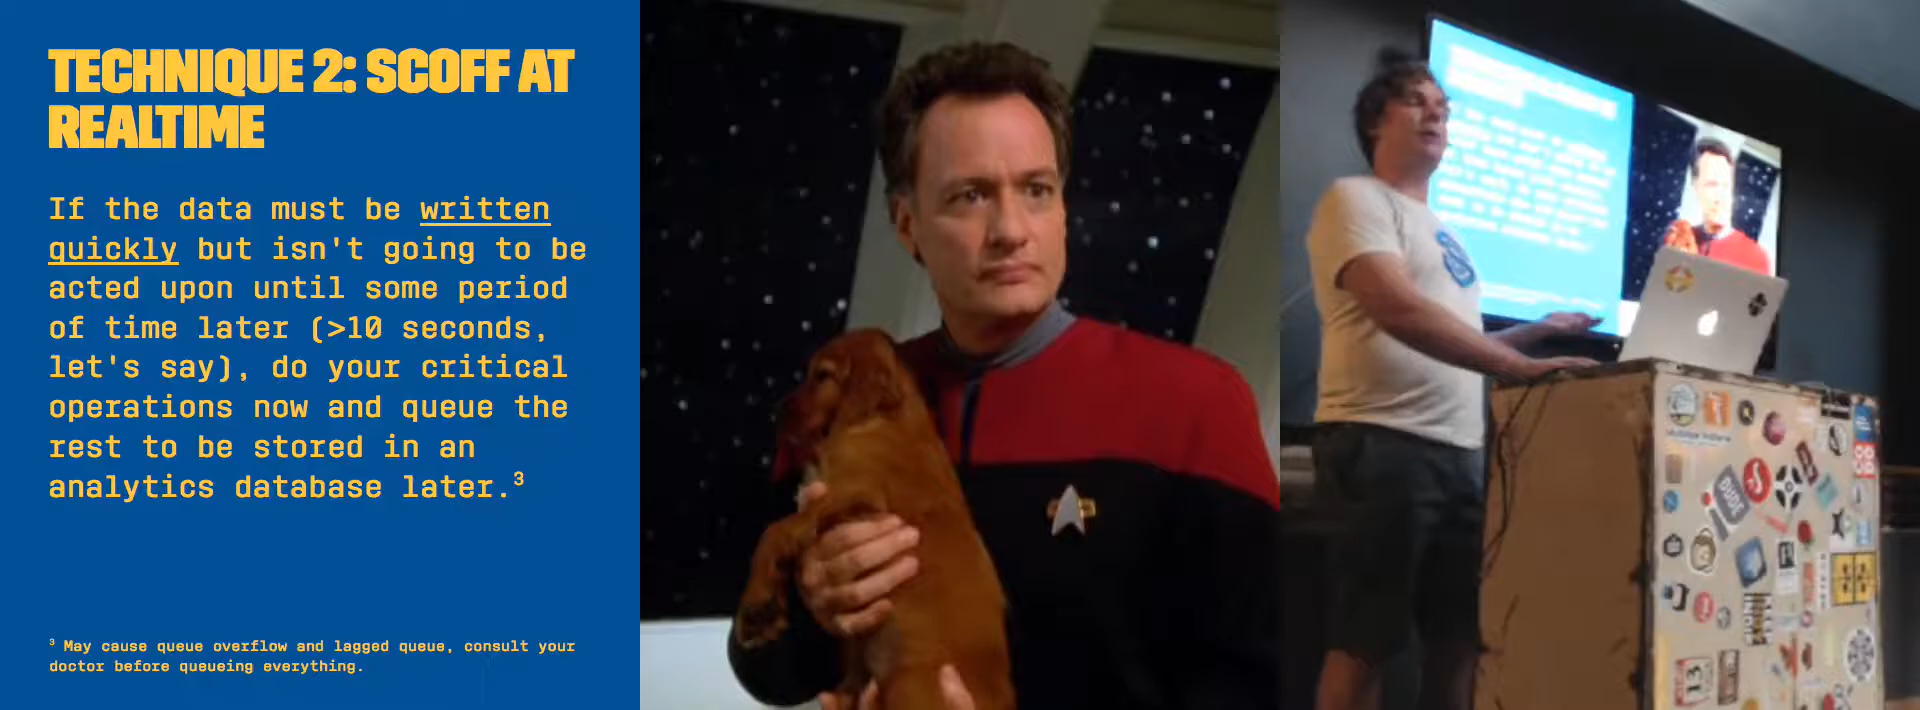 TECHNIQUE 2: SCOFF AT
REALTIME
If the data must be written
quickly but isn't going to be
acted upon until some period
of time later (>10 seconds,
let's say), do your critical
operations now and queue the
rest to be stored in an
analytics database later.³
³ May cause queue overflow and lagged queue, consult your
doctor before queueing everything.
DUDE
13